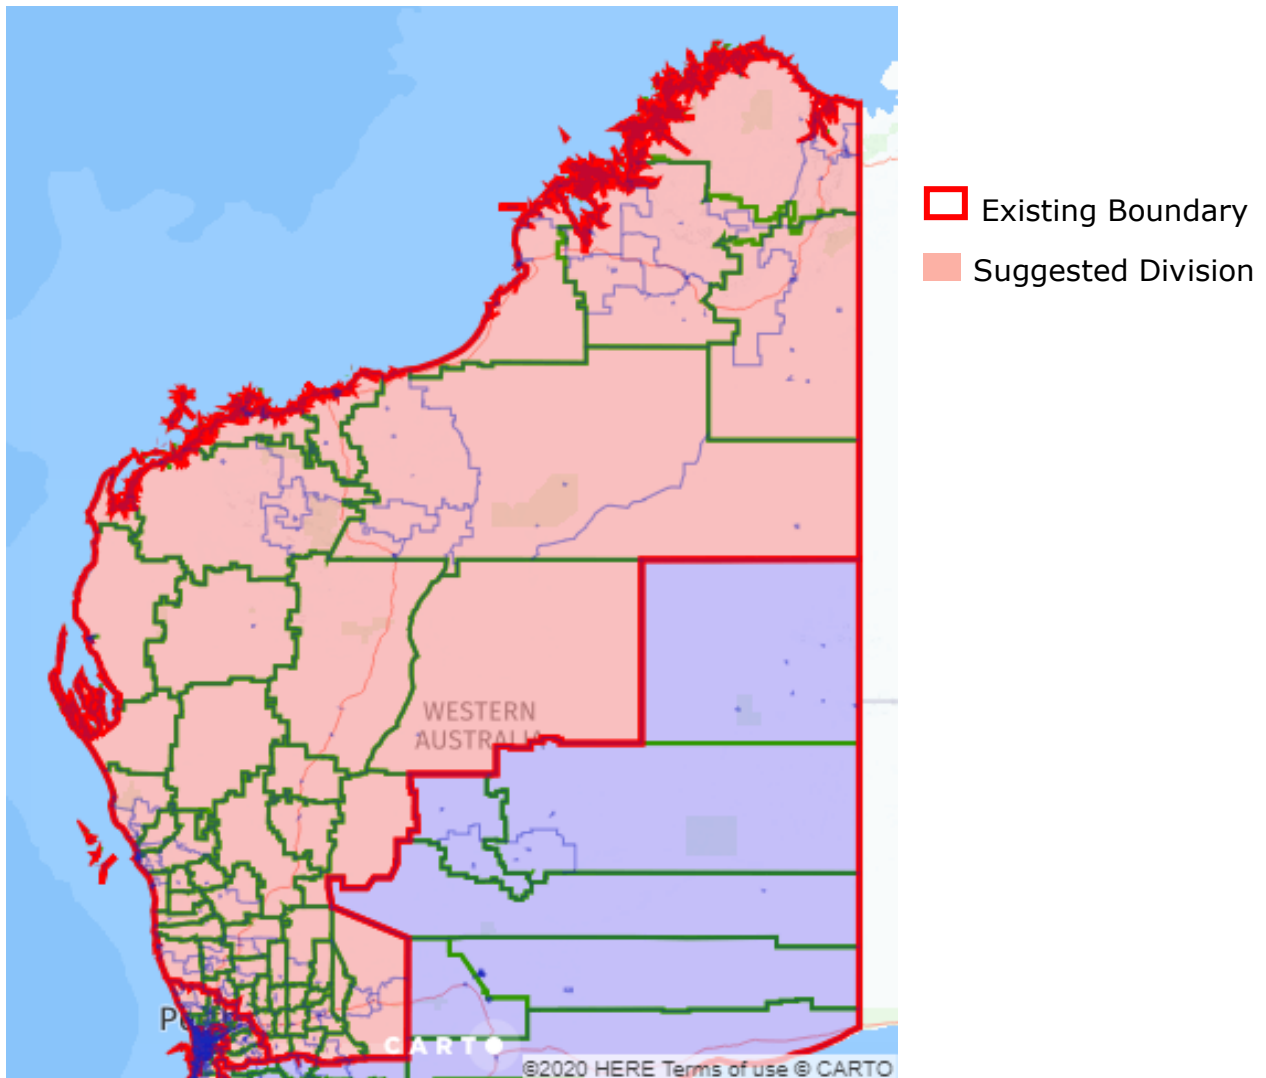 Existing Boundary
Suggested Division
WESTERN
AUSTRALIA
CARTO
©2020 HERE Terms of use © CARTO